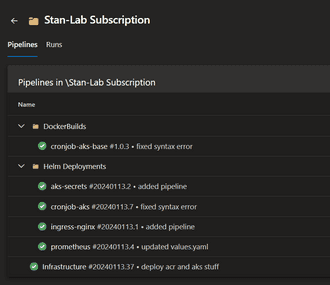 Stan-Lab Subscription
Pipelines Runs
Pipelines in \Stan-Lab Subscription
Name
DockerBuilds
cronjob-aks-base #1.0.3 • fixed syntax error
Helm Deployments
aks-secrets #20240113.2 • added pipeline
cronjob-aks #20240113.7 • fixed syntax error
ingress-nginx #20240113.1 • added pipeline
prometheus #20240113.4 • updated values.yaml
Infrastructure #20240113.37 • deploy acr and aks stuff